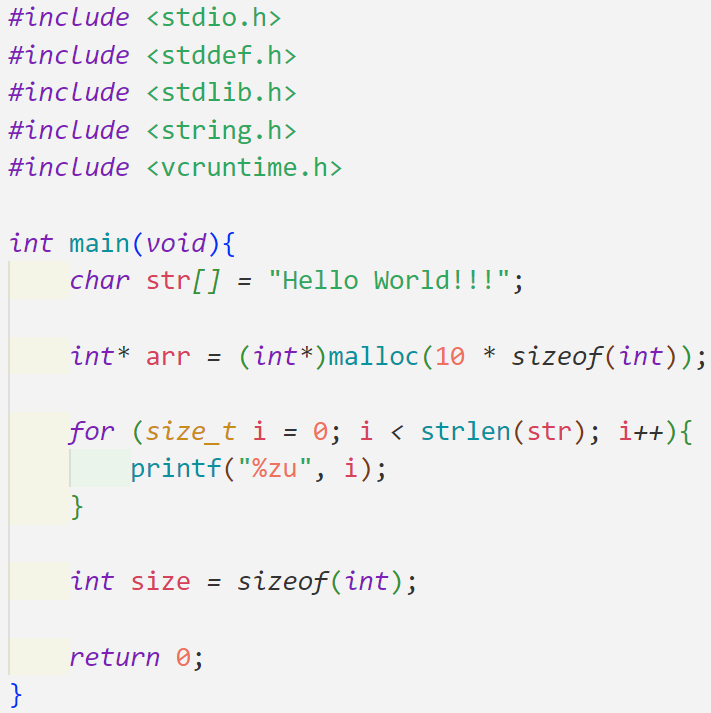 #include <stdio.h>
#include <stddef.h>
#include <stdlib.h>
#include <string.h>
#include <vcruntime.h>

int main(void){
    char str[] = "Hello World!!!";

    int* arr = (int*)malloc(10 * sizeof(int));

    for (size_t i = 0; i < strlen(str); i++){
        printf("%zu", i);
    }

    int size = sizeof(int);

    return 0;
}